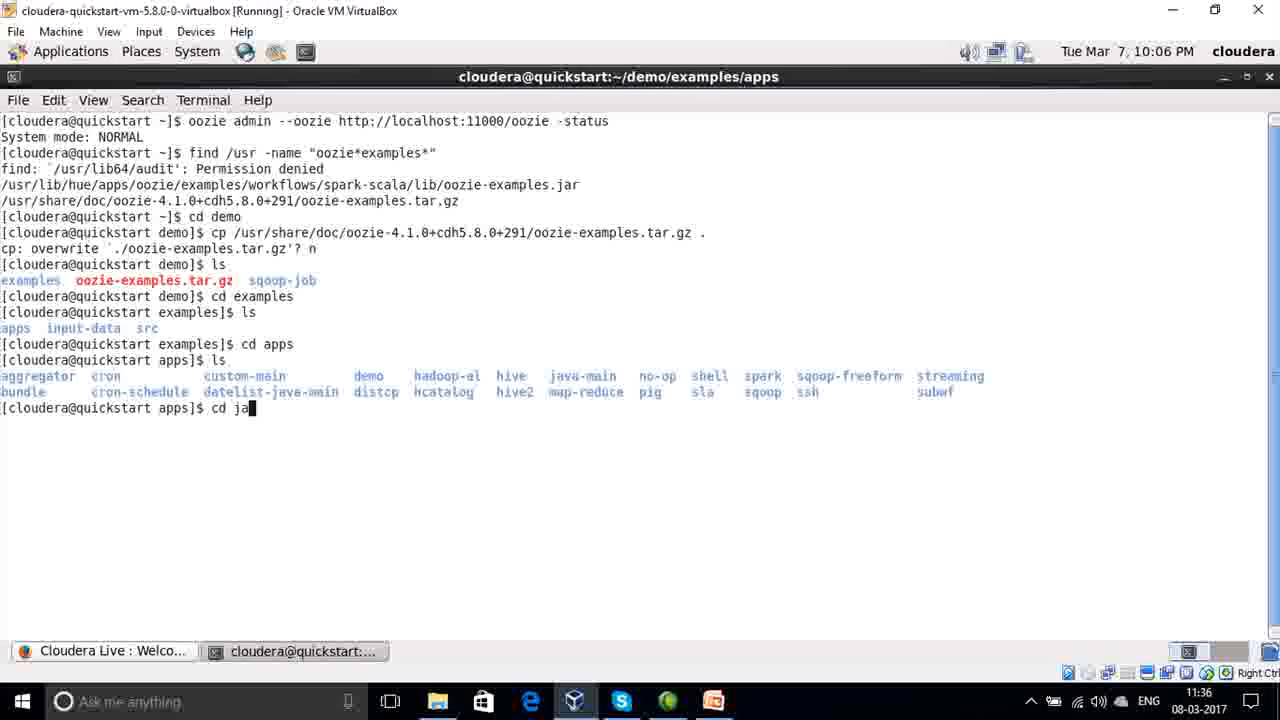 cloudera-quickstart-vm-5.8.0-0-virtualbox [Running] - Oracle VM VirtualBox
File Machine View Input Devices Help
Applications Places System Tue Mar 7, 10:06 PM cloudera
cloudera@quickstart:~/demo/examples/apps
File Edit View Search Terminal Help
[cloudera@quickstart ~]$ oozie admin --oozie http://localhost:11000/oozie -status
System mode: NORMAL
[cloudera@quickstart ~]$ find /usr -name "oozie*examples*"
find: `/usr/lib64/audit': Permission denied
/usr/lib/hue/apps/oozie/examples/workflows/spark-scala/lib/oozie-examples.jar
/usr/share/doc/oozie-4.1.0+cdh5.8.0+291/oozie-examples.tar.gz
[cloudera@quickstart ~]$ cd demo
[cloudera@quickstart demo]$ cp /usr/share/doc/oozie-4.1.0+cdh5.8.0+291/oozie-examples.tar.gz .
cp: overwrite `./oozie-examples.tar.gz'? n
[cloudera@quickstart demo]$ ls
examples oozie-examples.tar.gz sqoop-job
[cloudera@quickstart demo]$ cd examples
[cloudera@quickstart examples]$ ls
apps input-data src
[cloudera@quickstart examples]$ cd apps
[cloudera@quickstart apps]$ ls
aggregator cron custom-main demo hadoop-el hive java-main no-op shell spark sqoop-freeform streaming
bundle cron-schedule datelist-java-main distcp hcatalog hive2 map-reduce pig sla sqoop ssh subwf
[cloudera@quickstart apps]$ cd ja
Cloudera Live : Welco... cloudera@quickstart:...
Right Ctrl
Ask me anything ENG 11:36
08-03-2017